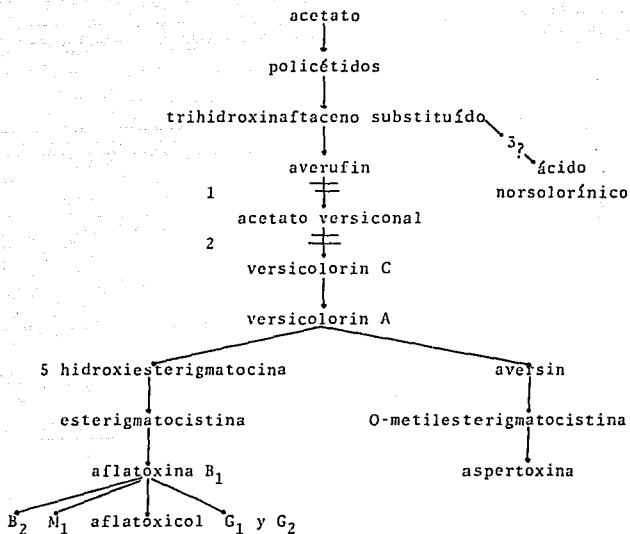 acetato
policétidos
trihidroxinaftaceno substituído
3?
averufin
ácido
1
norsolorínico
acetato versiconal
2
versicolorin C
versicolorin A
5 hidroxiesterigmatocina
aversin
esterigmatocistina
O-metilesterigmatocistina
aflatoxina B1
aspertoxina
B2 M1 aflatoxicol G1 y G2